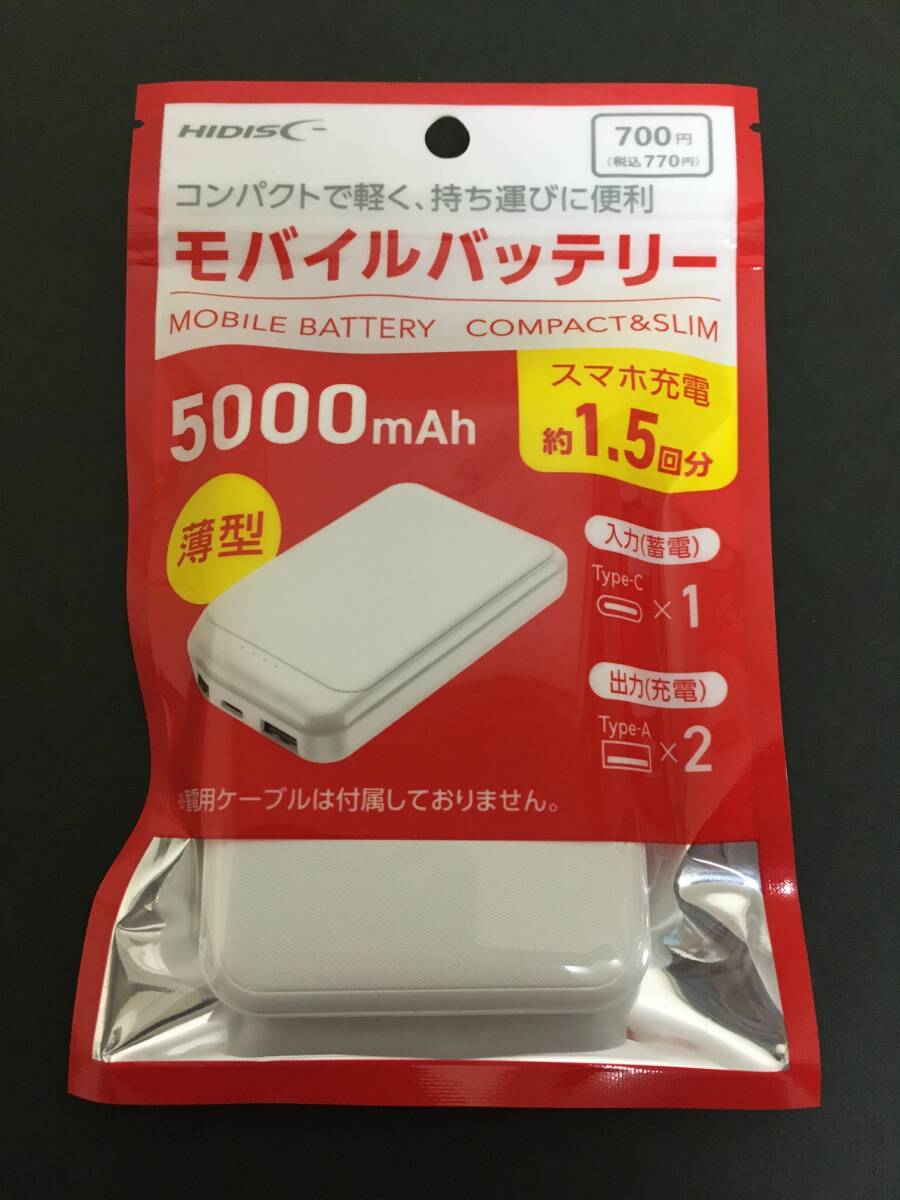 HIDISC
700円
(税込770円)
コンパクトで軽く、持ち運びに便利
モバイルバッテリー
MOBILE BATTERY COMPACT&SLIM
5000mAh
スマホ充電
約1.5回分
薄型
入力(蓄電)
Type-C
×1
出力(充電)
Type-A
×2
※蓄電用ケーブルは付属しておりません。